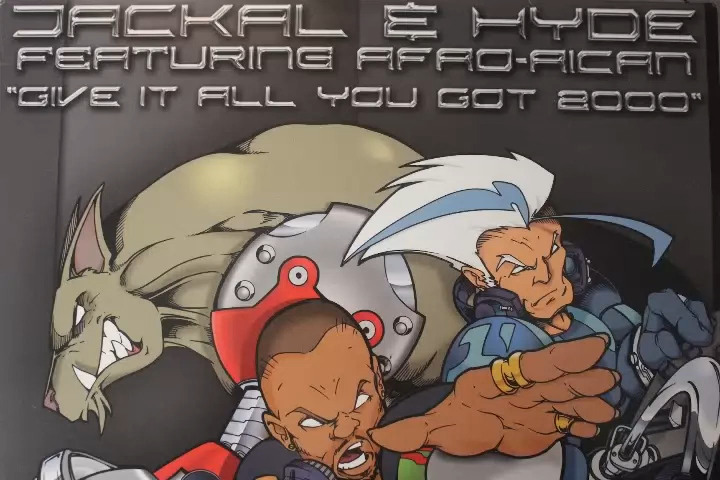 JACKAL & HYDE
FEATURING AFRO-RICAN
"GIVE IT ALL YOU GOT 2000"